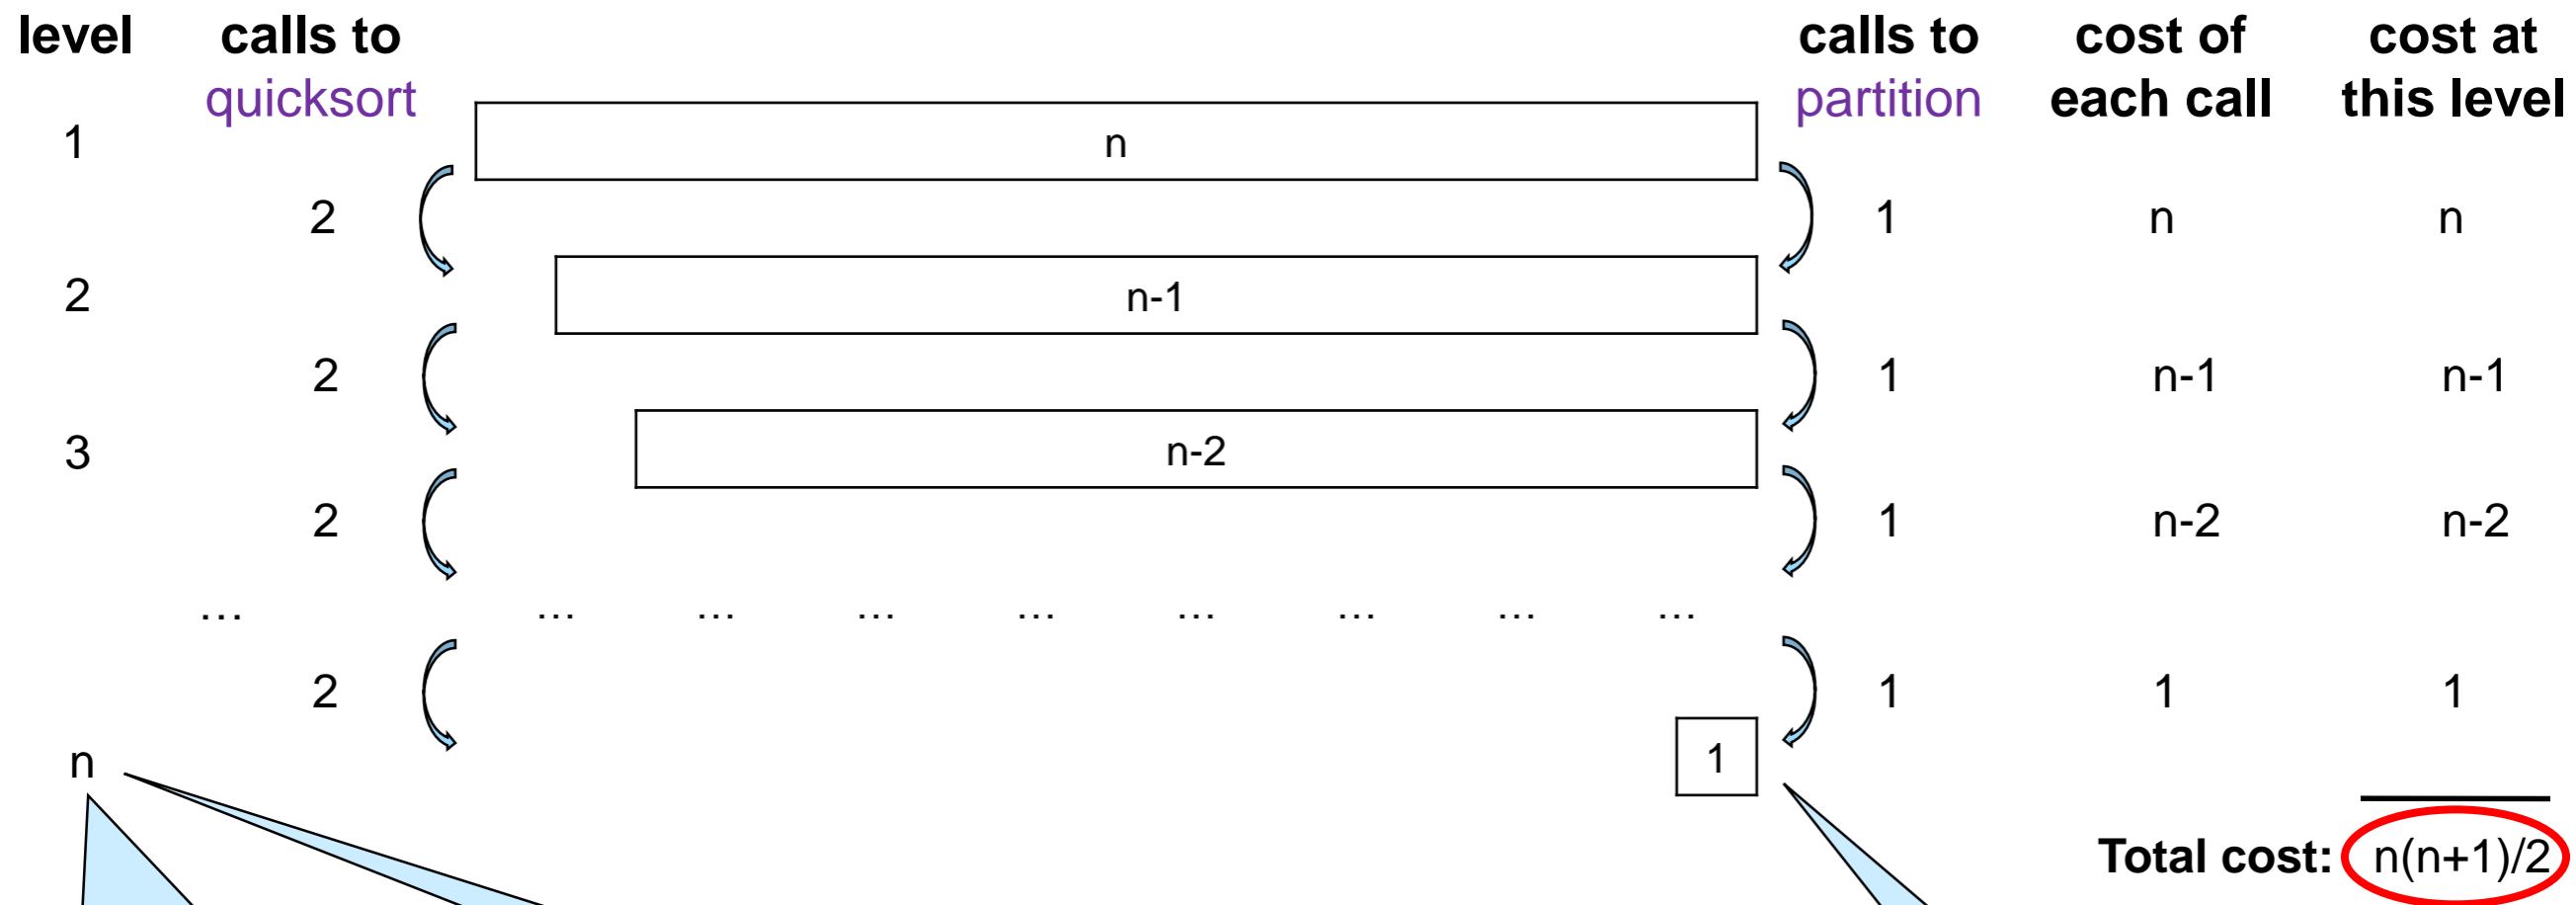 level calls to calls to cost of cost at
quicksort partition each call this level
1 n
2 1 n n
2 n-1
2 1 n-1 n-1
3 n-2
2 1 n-2 n-2
... ... ... ... ... ... ... ... ...
2 1 1 1
n 1
Total cost: n(n+1)/2